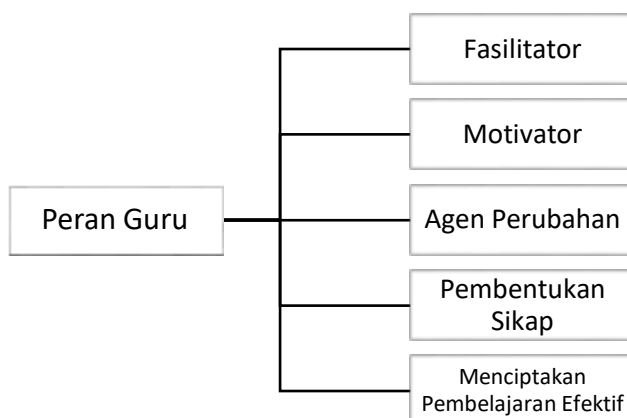 Fasilitator
Motivator
Peran Guru
Agen Perubahan
Pembentukan
Sikap
Menciptakan
Pembelajaran Efektif